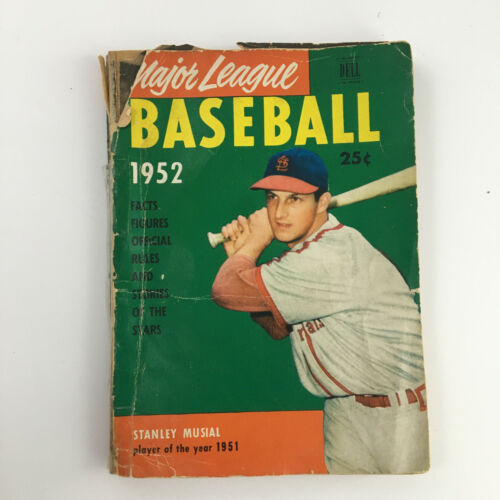 Major League
DELL
BASEBALL
1952
25¢
FACTS
FIGURES
OFFICIAL
RULES
AND
STORIES
OF THE
STARS
STANLEY MUSIAL
player of the year 1951